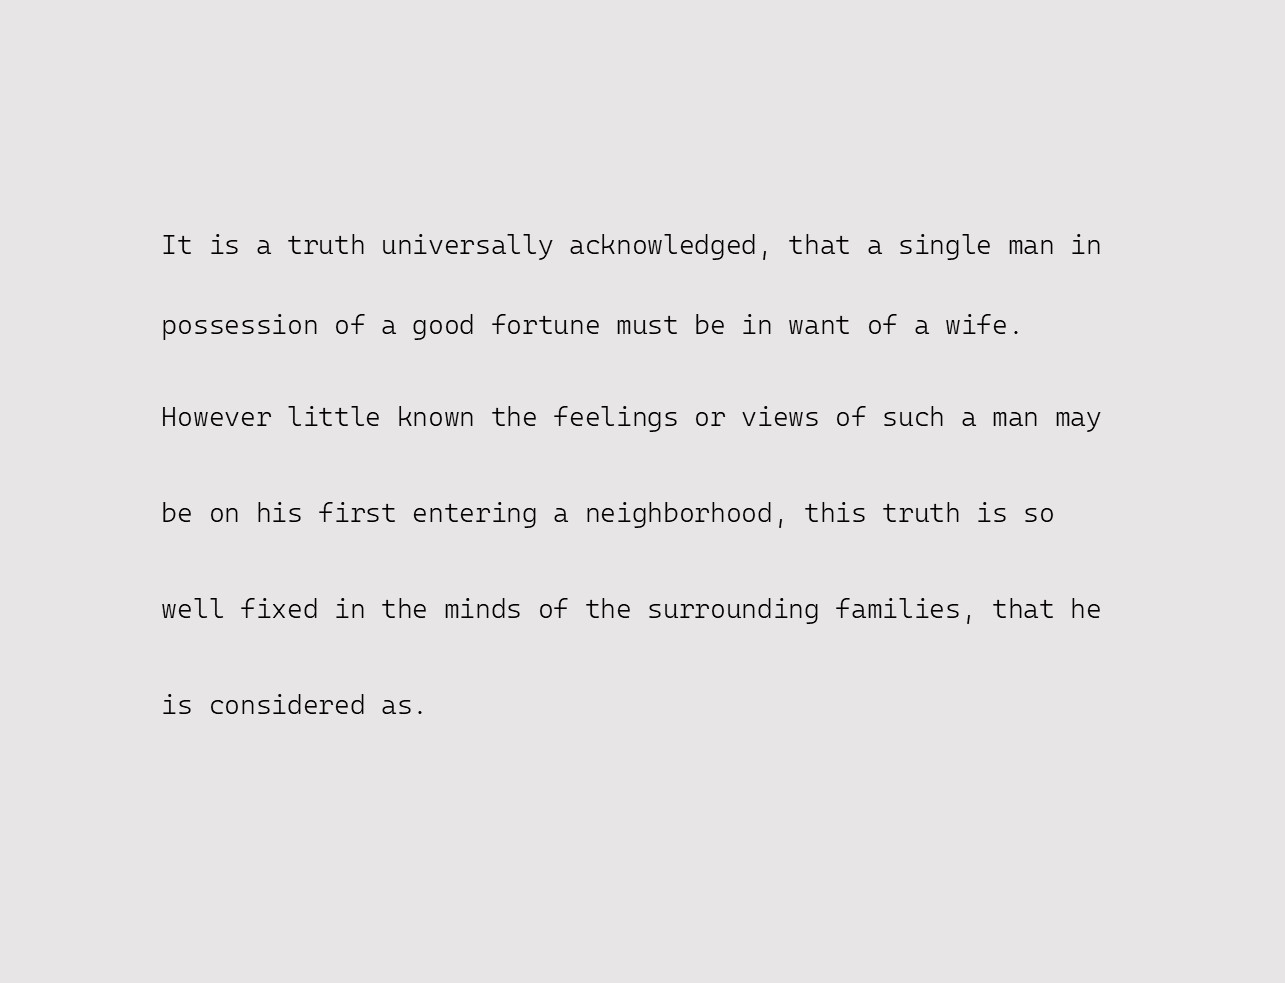 It is a truth universally acknowledged, that a single man in
possession of a good fortune must be in want of a wife.
However little known the feelings or views of such a man may
be on his first entering a neighborhood, this truth is so
well fixed in the minds of the surrounding families, that he
is considered as.